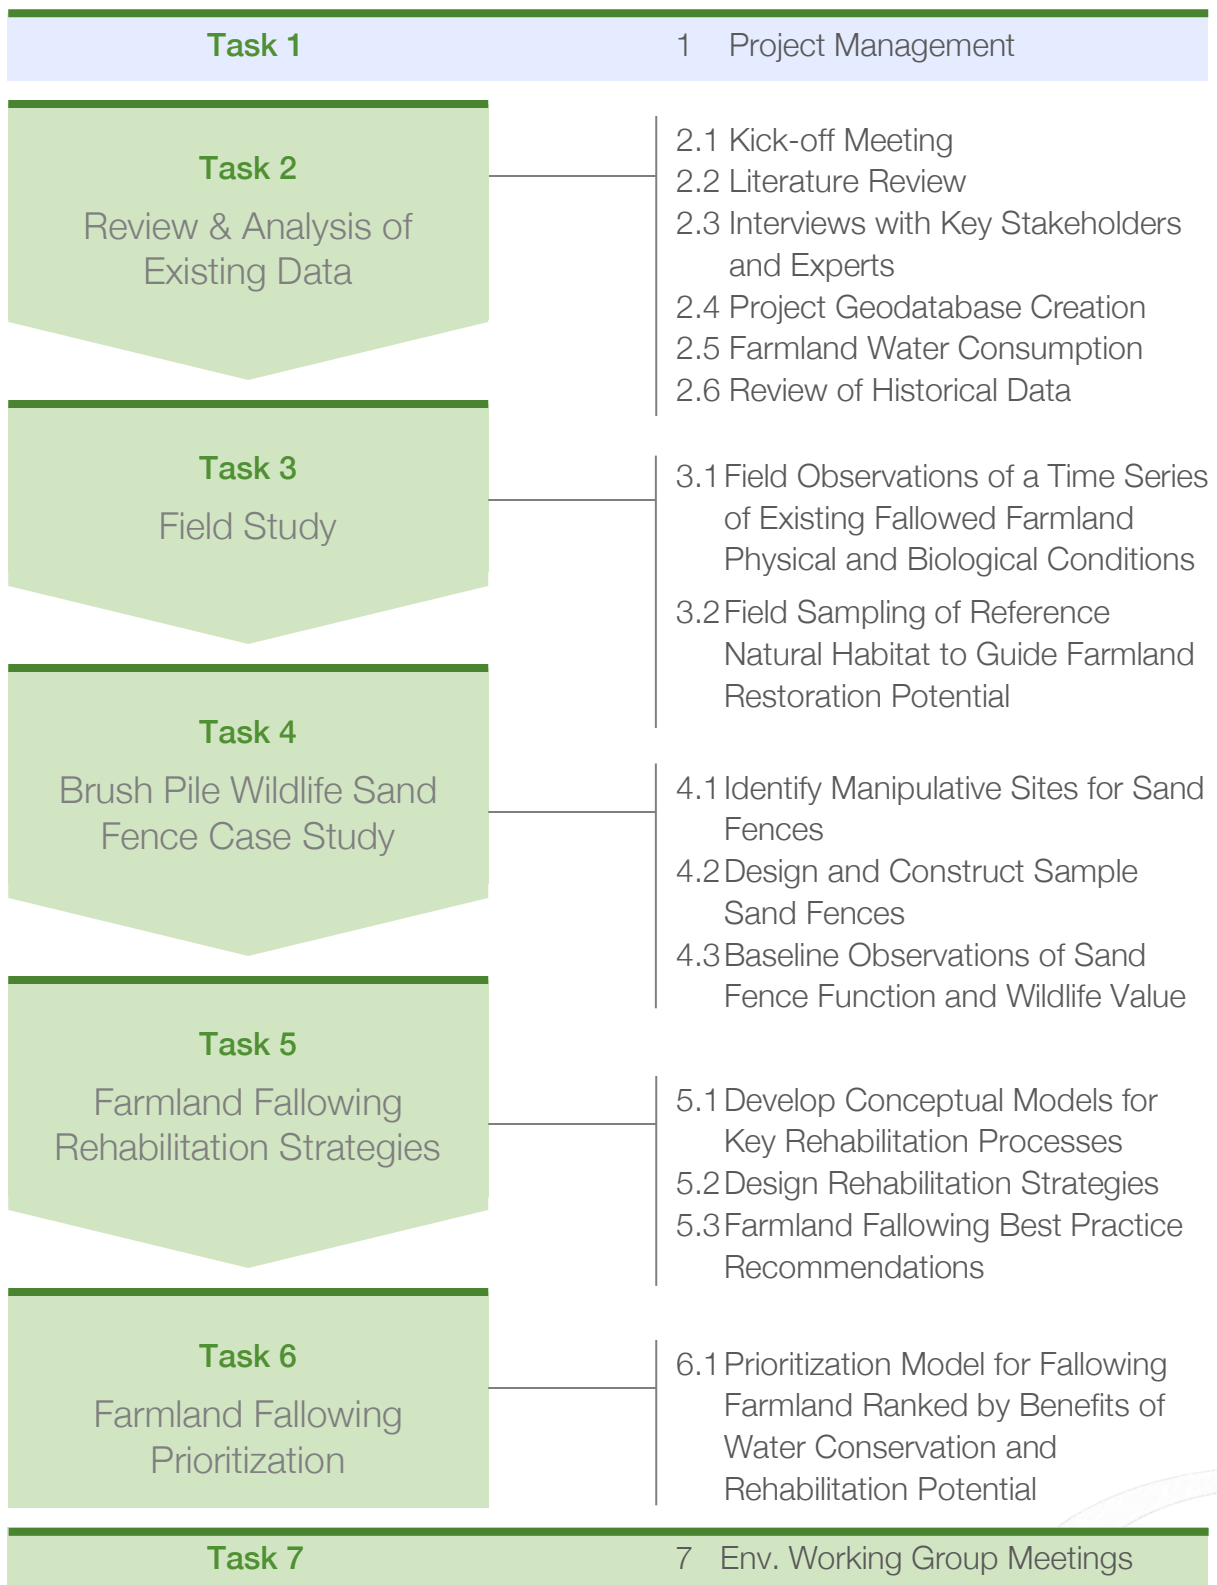 Task 1
1 Project Management
Task 2
Review & Analysis of
Existing Data
2.1 Kick-off Meeting
2.2 Literature Review
2.3 Interviews with Key Stakeholders
and Experts
2.4 Project Geodatabase Creation
2.5 Farmland Water Consumption
2.6 Review of Historical Data
Task 3
Field Study
3.1 Field Observations of a Time Series
of Existing Fallowed Farmland
Physical and Biological Conditions
3.2 Field Sampling of Reference
Natural Habitat to Guide Farmland
Restoration Potential
Task 4
Brush Pile Wildlife Sand
Fence Case Study
4.1 Identify Manipulative Sites for Sand
Fences
4.2 Design and Construct Sample
Sand Fences
4.3 Baseline Observations of Sand
Fence Function and Wildlife Value
Task 5
Farmland Fallowing
Rehabilitation Strategies
5.1 Develop Conceptual Models for
Key Rehabilitation Processes
5.2 Design Rehabilitation Strategies
5.3 Farmland Fallowing Best Practice
Recommendations
Task 6
Farmland Fallowing
Prioritization
6.1 Prioritization Model for Fallowing
Farmland Ranked by Benefits of
Water Conservation and
Rehabilitation Potential
Task 7
7 Env. Working Group Meetings